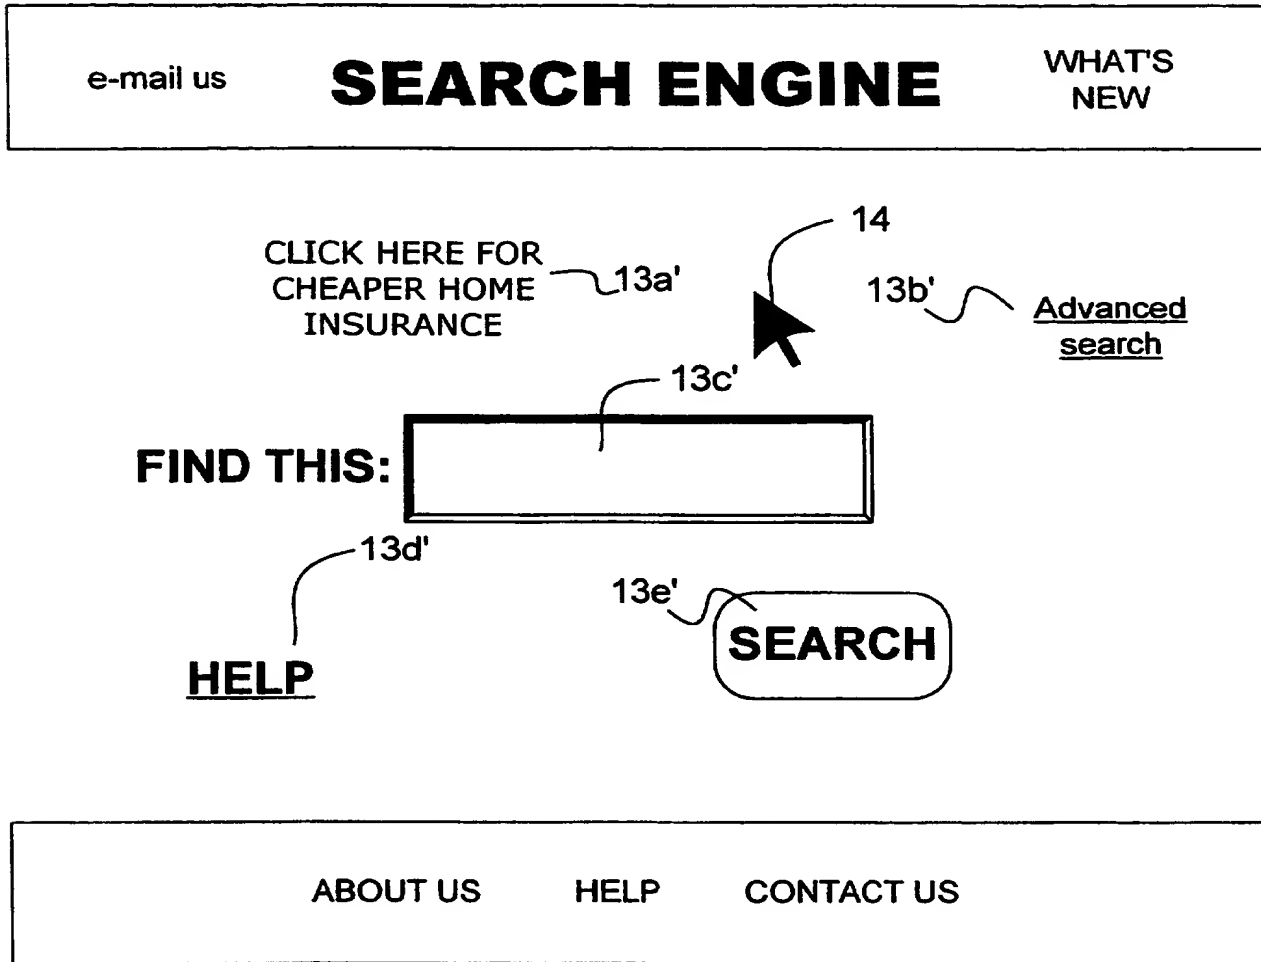 e-mail us
SEARCH ENGINE
WHAT'S
NEW
14
CLICK HERE FOR
CHEAPER HOME
INSURANCE
13a'
13b'
Advanced
search
13c'
FIND THIS:
13d'
13e'
SEARCH
HELP
ABOUT US
HELP
CONTACT US